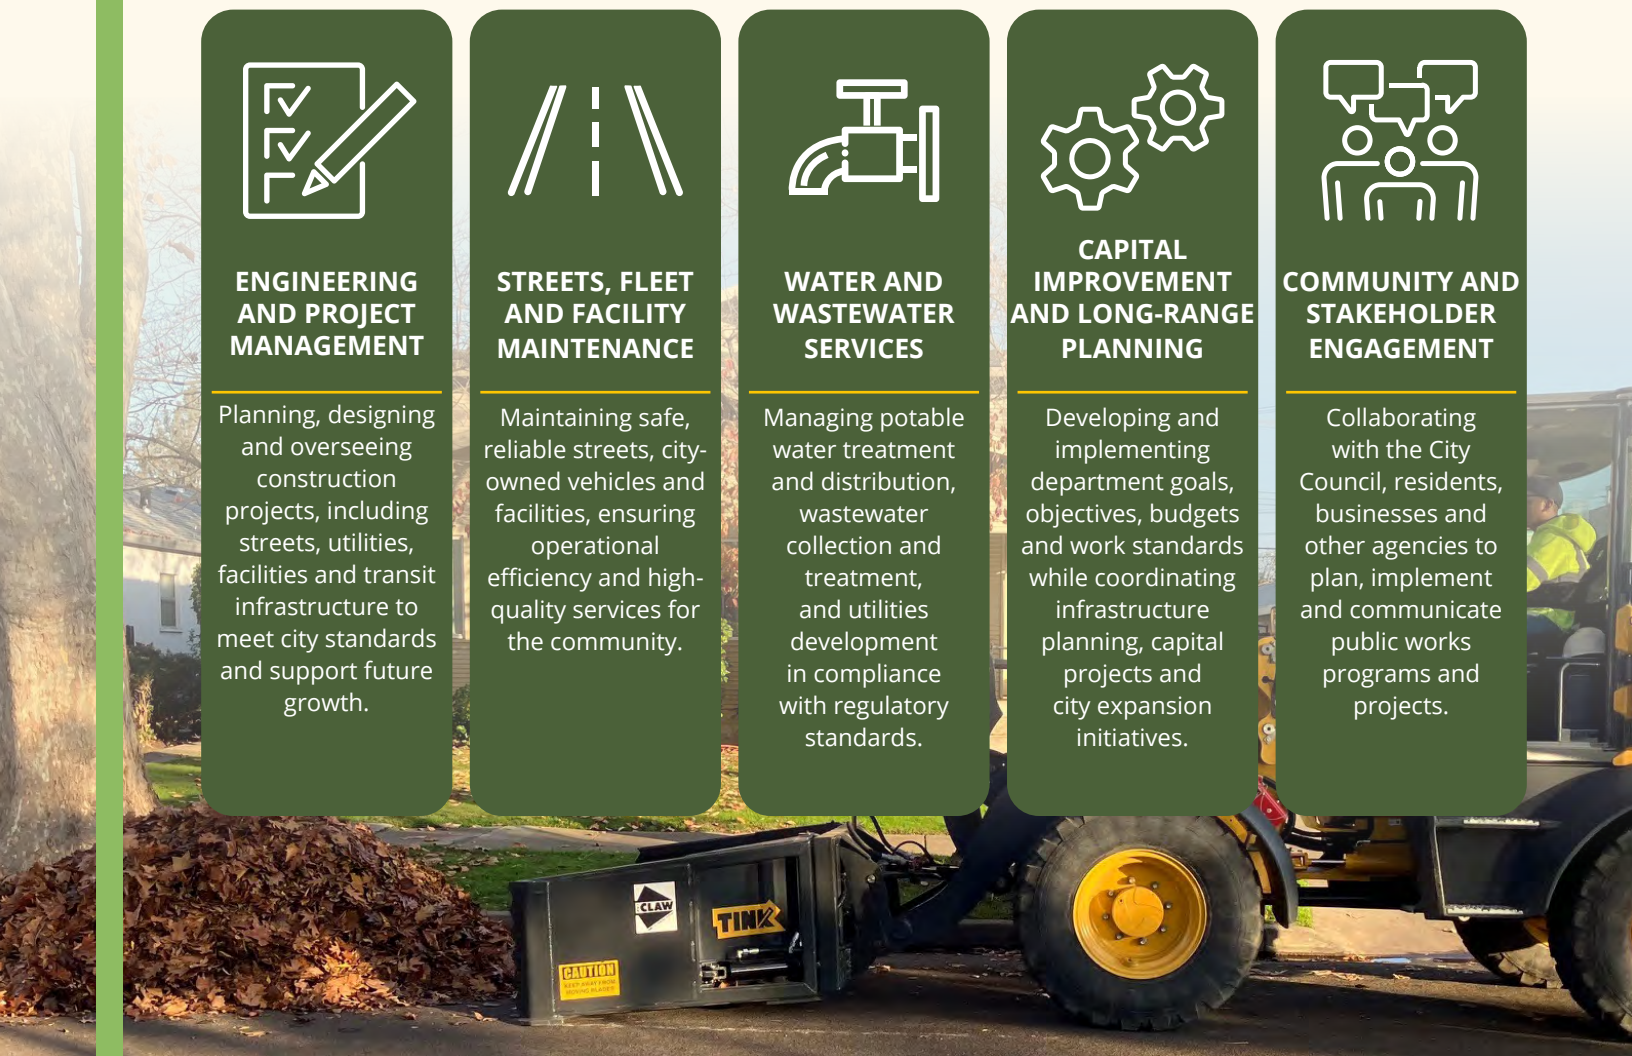 ENGINEERING
AND PROJECT
MANAGEMENT
Planning, designing
and overseeing
construction
projects, including
streets, utilities,
facilities and transit
infrastructure to
meet city standards
and support future
growth.
STREETS, FLEET
AND FACILITY
MAINTENANCE
Maintaining safe,
reliable streets, city-
owned vehicles and
facilities, ensuring
operational
efficiency and high-
quality services for
the community.
WATER AND
WASTEWATER
SERVICES
Managing potable
water treatment
and distribution,
wastewater
collection and
treatment,
and utilities
development
in compliance
with regulatory
standards.
CAPITAL
IMPROVEMENT
AND LONG-RANGE
PLANNING
Developing and
implementing
department goals,
objectives, budgets
and work standards
while coordinating
infrastructure
planning, capital
projects and
city expansion
initiatives.
COMMUNITY AND
STAKEHOLDER
ENGAGEMENT
Collaborating
with the City
Council, residents,
businesses and
other agencies to
plan, implement
and communicate
public works
programs and
projects.
CLAW
TINK
CAUTION
KEEP AWAY FROM
MOVING BLADES